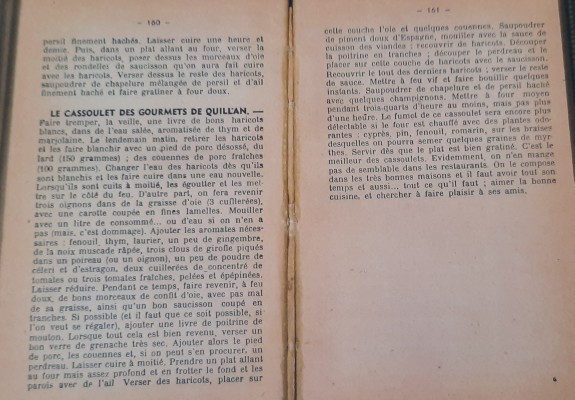 - 160 -
persil finement hachés. Laisser cuire une heure et
demie. Puis, dans un plat allant au four, verser la
moitié des haricots, poser dessus les morceaux d'oie
et des rondelles de saucisson qu'on aura fait cuire
avec les haricots. Verser dessus le reste des haricots,
saupoudrer de chapelure mélangée de persil et d'ail
finement haché et faire gratiner à four doux.
LE CASSOULET DES GOURMETS DE QUILLAN. —
Faire tremper, la veille, une livre de bons haricots
blancs, dans de l'eau salée, aromatisée de thym et de
marjolaine. Le lendemain matin, retirer les haricots
et les faire blanchir avec un pied de porc désossé, du
lard (150 grammes) ; des couennes de porc fraîches
(100 grammes). Changer l'eau des haricots dès qu'ils
sont blanchis et les faire cuire dans une eau nouvelle.
Lorsqu'ils sont cuits à moitié, les égoutter et les met-
tre sur le côté du feu. D'autre part, on fera revenir
trois oignons dans de la graisse d'oie (3 cuillerées),
avec une carotte coupée en fines lamelles. Mouiller
avec un litre de consommé... ou d'eau si on n'en a
pas (mais, c'est dommage). Ajouter les aromates néces-
saires : fenouil, thym, laurier, un peu de gingembre,
de la noix muscade râpée, trois clous de girofle piqués
dans un poireau (ou un oignon), un peu de poudre de
céleri et d'estragon, deux cuillerées de concentré de
tomates ou trois tomates fraîches, pelées et épépinées.
Laisser réduire. Pendant ce temps, faire revenir, à feu
doux, de bons morceaux de confit d'oie, avec pas mal
de sa graisse, ainsi qu'un bon saucisson coupé en
tranches. Si possible (et il faut que ce soit possible, si
l'on veut se régaler), ajouter une livre de poitrine de
mouton. Lorsque tout cela est bien revenu, verser un
bon verre de grenache très sec. Ajouter alors le pied
de porc, les couennes et, si on peut s'en procurer, un
perdreau. Laisser cuire à moitié. Prendre un plat allant
au four mais assez profond et en frotter le fond et les
parois avec de l'ail Verser des haricots, placer sur
- 161 -
cette couche l'oie et quelques couennes. Saupoudrer
de piment doux d'Espagne, mouiller avec la sauce de
cuisson des viandes ; recouvrir de haricots. Découper
la poitrine en tranches ; découper le perdreau et le
placer sur cette couche de haricots avec le saucisson.
Recouvrir le tout des derniers haricots ; verser le reste
de sauce. Mettre à feu vif et faire bouillir quelques
instants. Saupoudrer de chapelure et de persil haché
avec quelques champignons. Mettre à four moyen
pendant trois-quarts d'heure au moins, mais pas plus
d'une heure. Le fumet de ce cassoulet sera encore plus
délectable si le four est chauffé avec des plantes odo-
rantes : cyprès, pin, fenouil, romarin, sur les braises
desquelles on pourra semer quelques grains de myr-
thes. Servir dès que le plat est bien gratiné. C'est le
meilleur des cassoulets. Evidemment, on n'en mange
pas de semblable dans les restaurants. On le compose
dans les très bonnes maisons et il faut avoir tout son
temps et aussi... tout ce qu'il faut ; aimer la bonne
cuisine, et chercher à faire plaisir à ses amis.